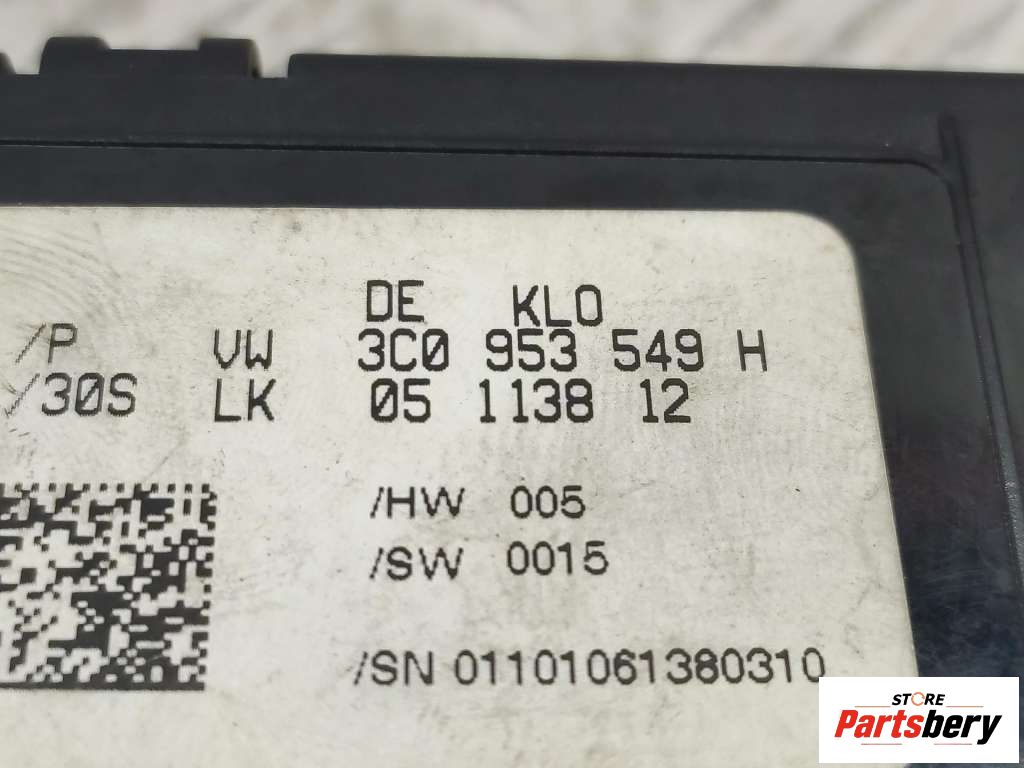 DE KLO
/P VW 3C0 953 549 H
/30S LK 05 1138 12
/HW 005
/SW 0015
/SN 01101061380310
STORE
Partsbery